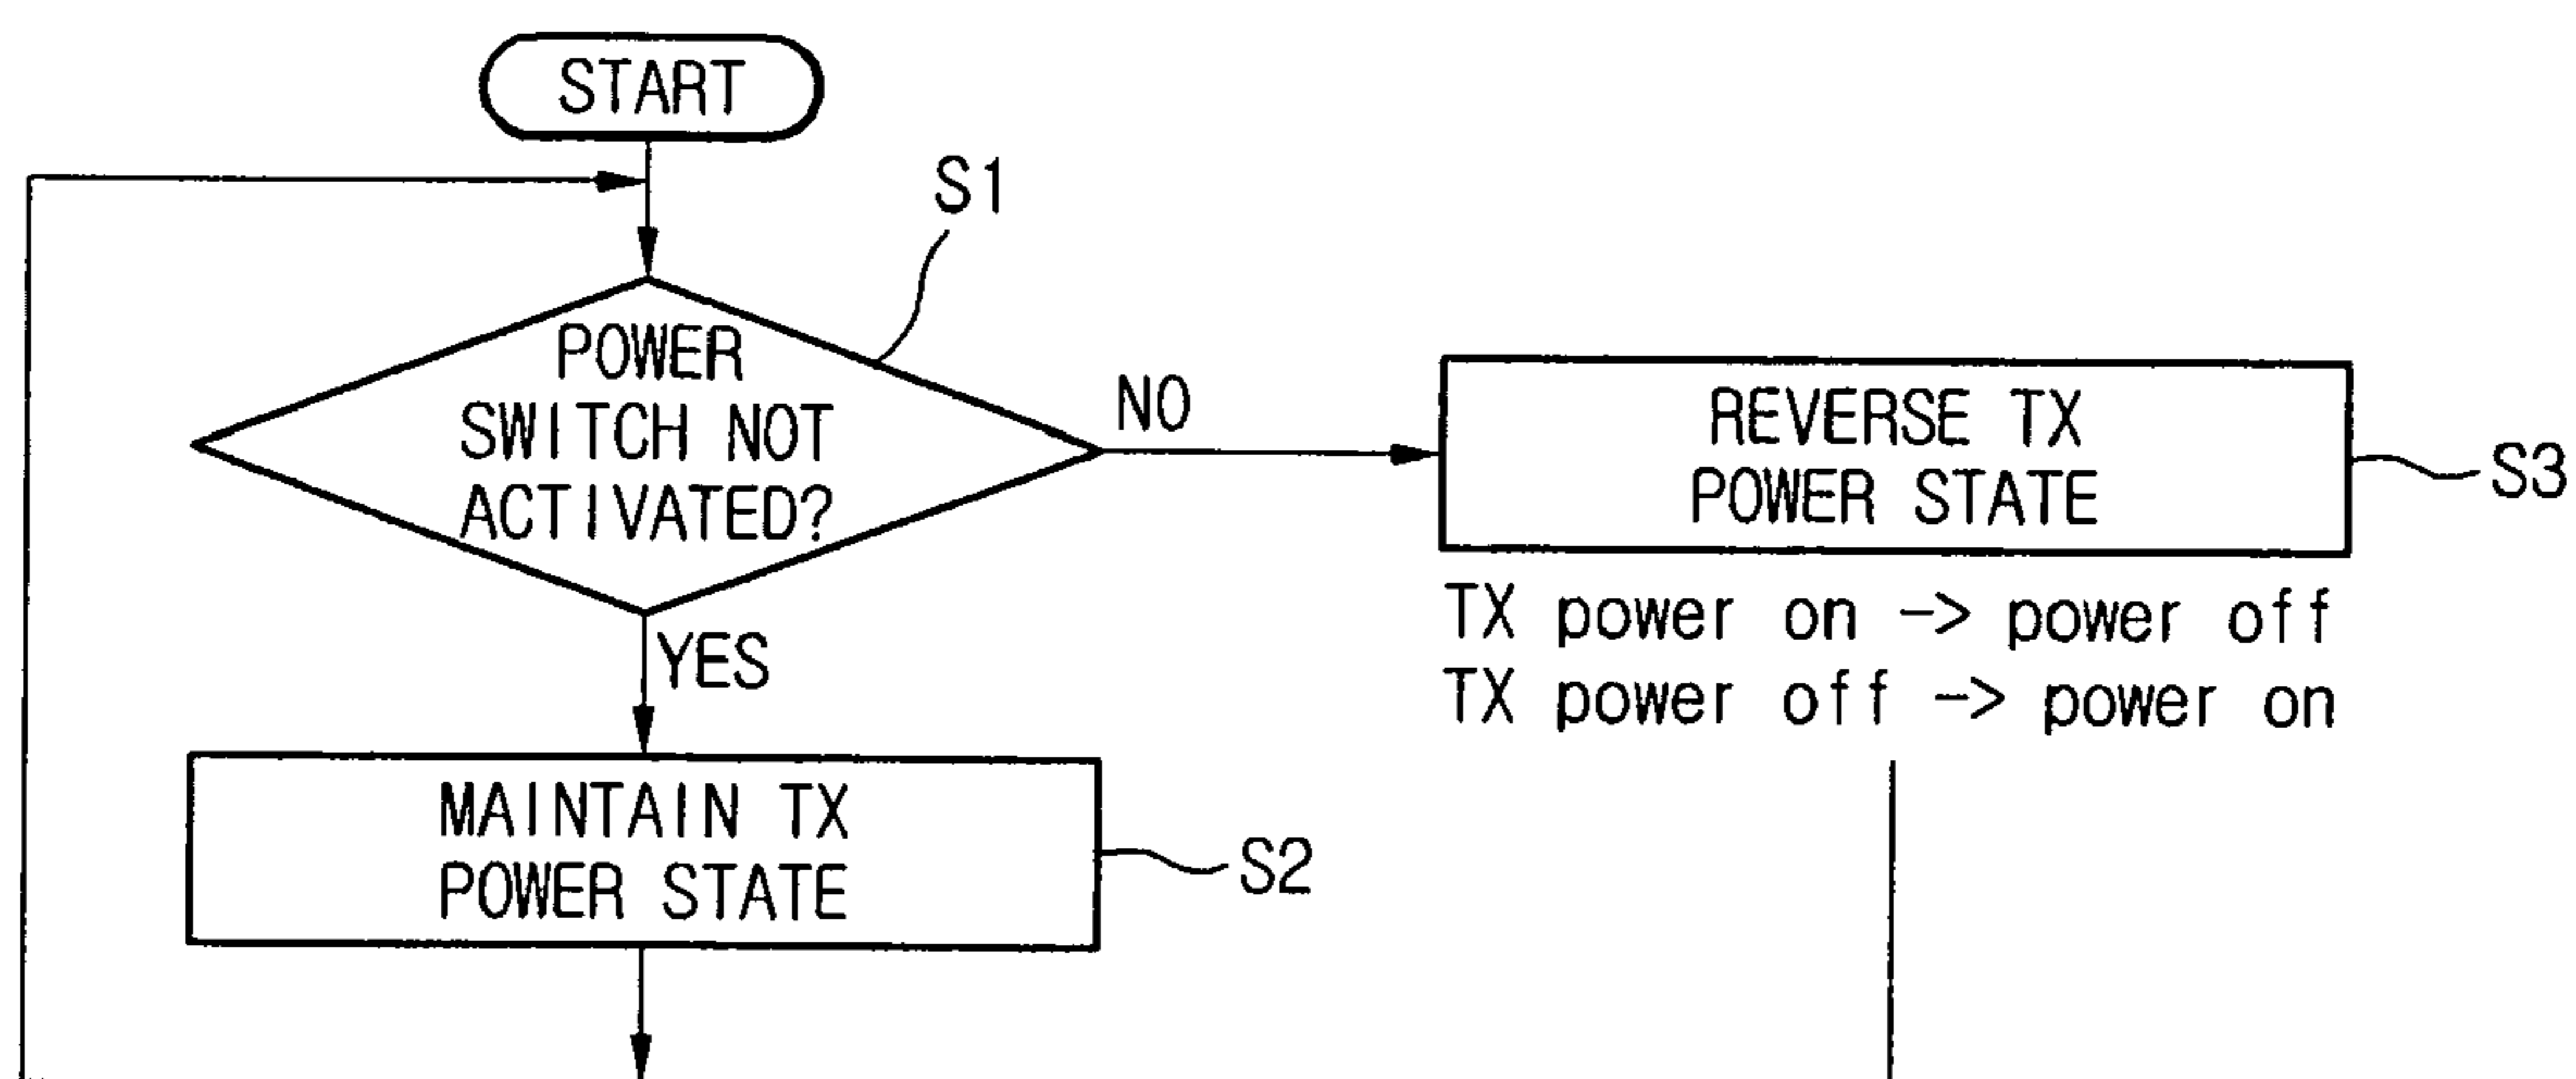 START
S1
POWER
SWITCH NOT
ACTIVATED?
NO
REVERSE TX
POWER STATE
S3
TX power on -> power off
TX power off -> power on
YES
MAINTAIN TX
POWER STATE
S2